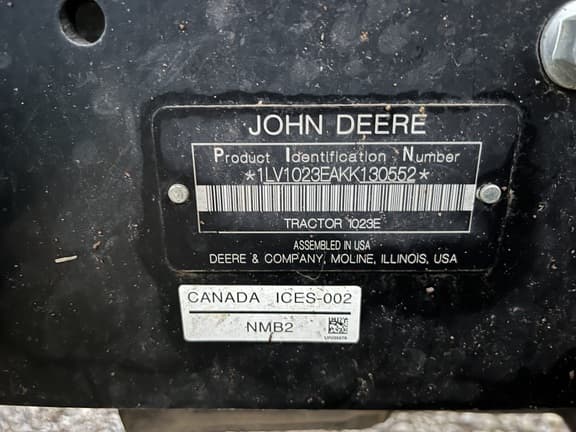 JOHN DEERE
Product Identification Number
*1LV1023EAKK130552*
TRACTOR 1023E
ASSEMBLED IN USA
DEERE & COMPANY, MOLINE, ILLINOIS, USA
CANADA ICES-002
NMB2